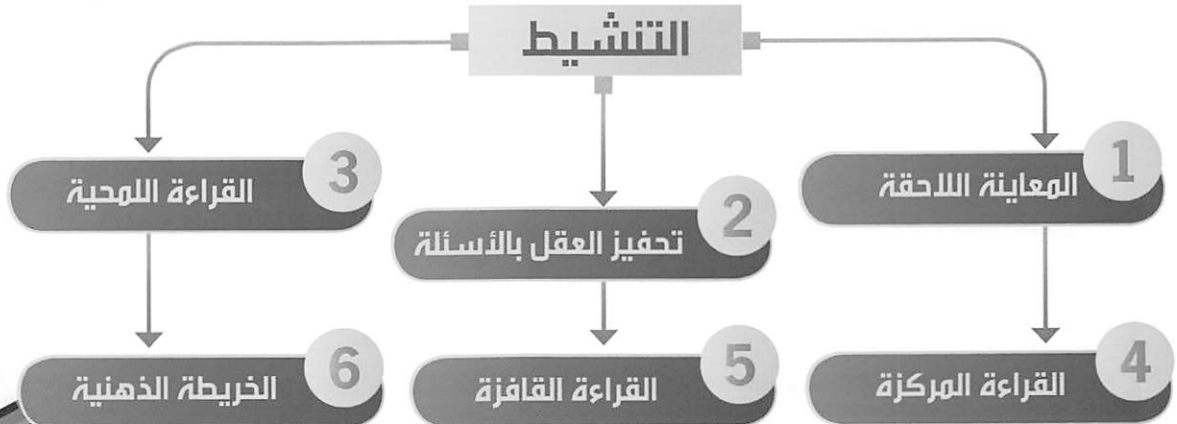 التنشيط
1
المعاينة اللاحقة
2
تحفيز العقل بالأسئلة
3
القراءة اللمحية
4
القراءة المركزة
5
القراءة القافزة
6
الخريطة الذهنية